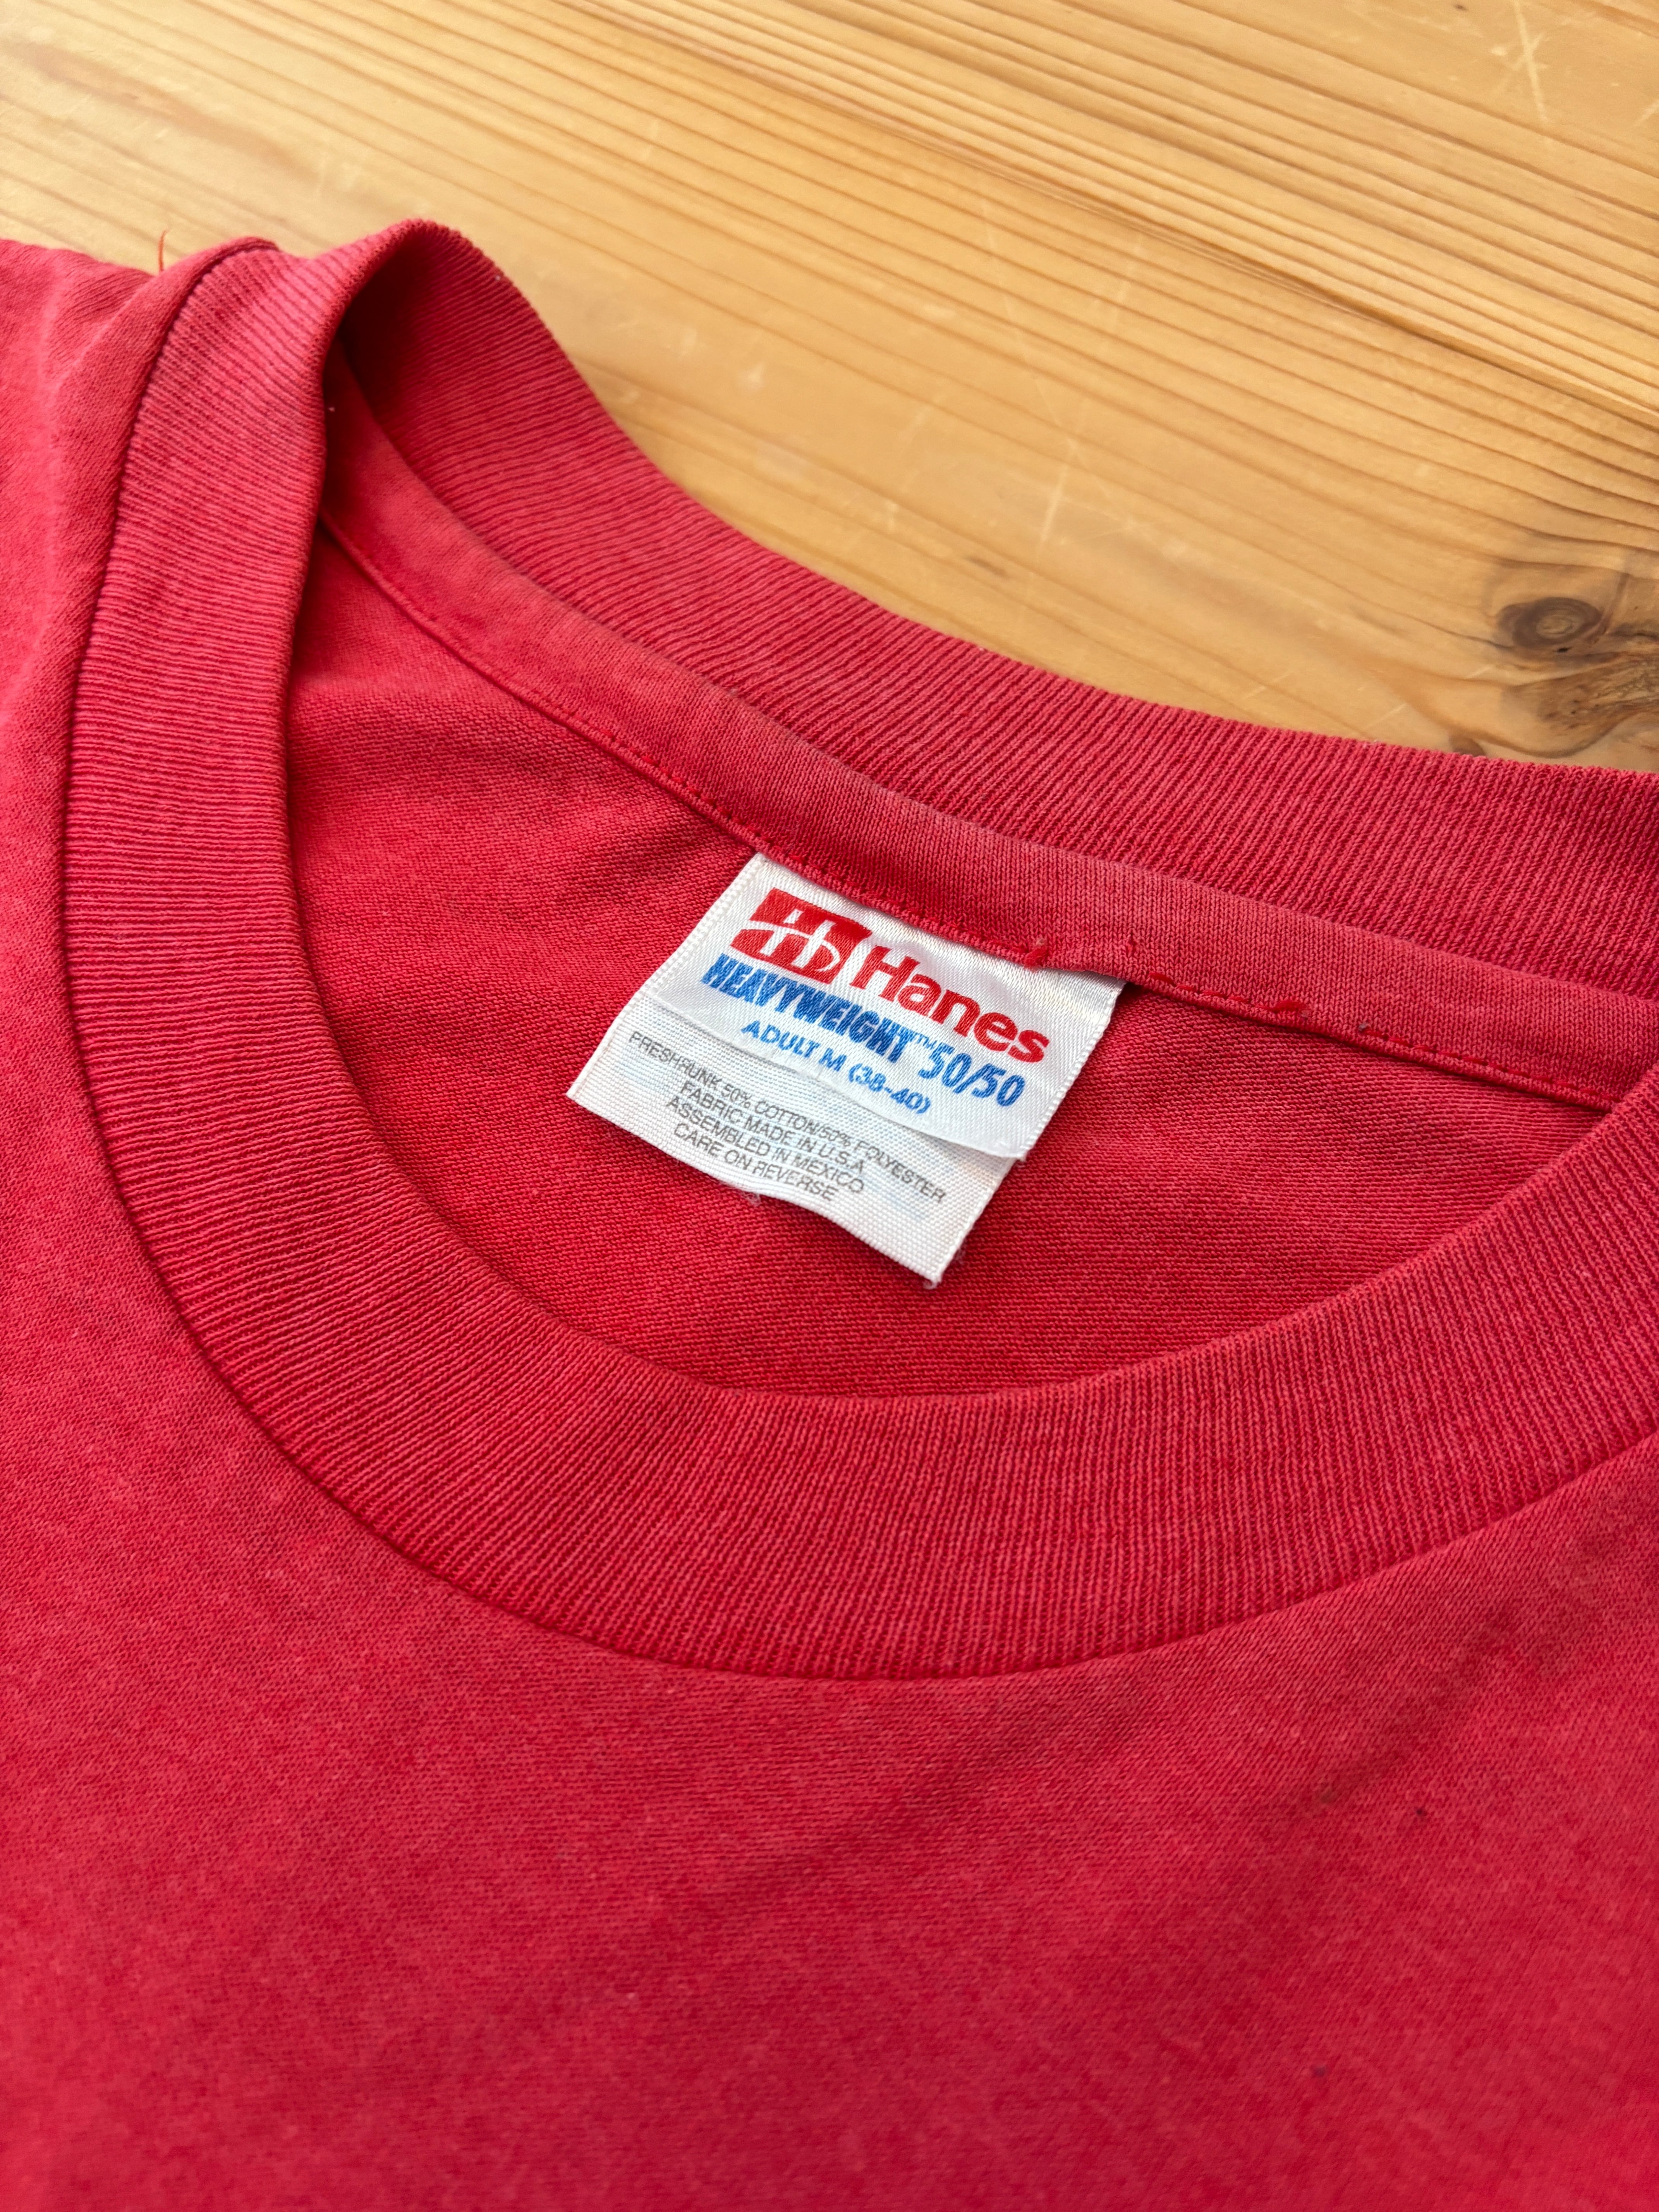 Hanes
HEAVYWEIGHT™ 50/50
ADULT M (38-40)
PRESHRUNK 50% COTTON/50% POLYESTER
FABRIC MADE IN U.S.A
ASSEMBLED IN MEXICO
CARE ON REVERSE